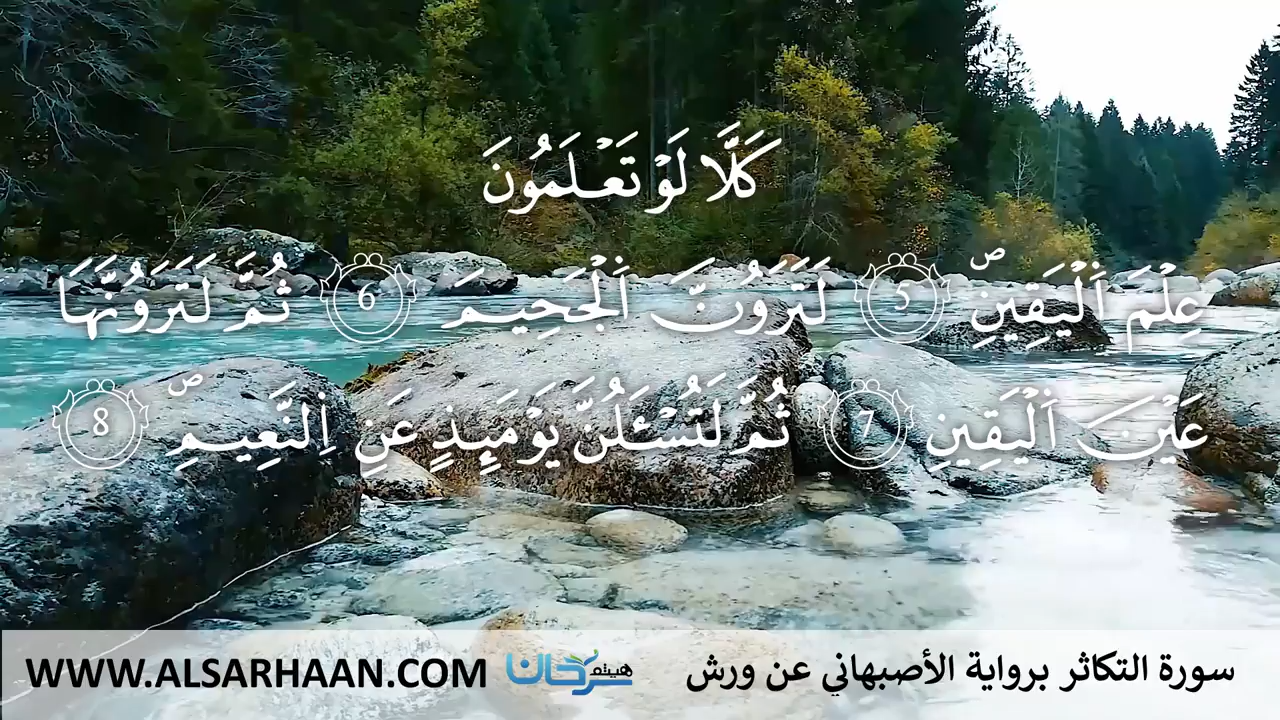 كَلَّا لَوْ تَعْلَمُونَ
عِلْمَ اَ۬لْيَقِينِۖ 5 لَتَرَوُنَّ اَ۬لْجَحِيمَ 6 ثُمَّ لَتَرَوُنَّهَا
عَيْنَ اَ۬لْيَقِينِ 7 ثُمَّ لَتُسْـَٔلُنَّ يَوْمَئِذٍ عَنِ اِ۬لنَّعِيمِۖ 8
WWW.ALSARHAAN.COM هيثم سرحان سورة التكاثر برواية الأصبهاني عن ورش